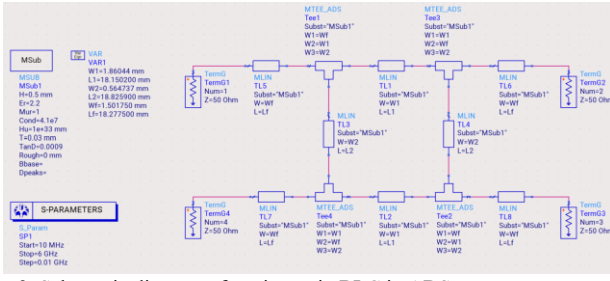 MTEE_ADS
Tee1
Subst="MSub1"
W1=Wf
W2=W1
W3=W2
MTEE_ADS
Tee3
Subst="MSub1"
W1=W1
W2=Wf
W3=W2
MSub
MSUB
MSub1
H=0.5 mm
Er=2.2
Mur=1
Cond=4.1e7
Hu=1e+33 mm
T=0.03 mm
TanD=0.0009
Rough=0 mm
Bbase=
Dpeaks=
Var
Eqn
VAR
VAR1
W1=1.86044 mm
L1=18.150200 mm
W2=0.564737 mm
L2=18.825900 mm
Wf=1.501750 mm
Lf=18.277500 mm
TermG
TermG1
Num=1
Z=50 Ohm
MLIN
TL5
Subst="MSub1"
W=Wf
L=Lf
MLIN
TL1
Subst="MSub1"
W=W1
L=L1
MLIN
TL6
Subst="MSub1"
W=Wf
L=Lf
TermG
TermG2
Num=2
Z=50 Ohm
MLIN
TL3
Subst="MSub1"
W=W2
L=L2
MLIN
TL4
Subst="MSub1"
W=W2
L=L2
S-PARAMETERS
S_Param
SP1
Start=10 MHz
Stop=6 GHz
Step=0.01 GHz
TermG
TermG4
Num=4
Z=50 Ohm
MLIN
TL7
Subst="MSub1"
W=Wf
L=Lf
MTEE_ADS
Tee4
Subst="MSub1"
W1=W1
W2=Wf
W3=W2
MLIN
TL2
Subst="MSub1"
W=W1
L=L1
MTEE_ADS
Tee2
Subst="MSub1"
W1=Wf
W2=W1
W3=W2
MLIN
TL8
Subst="MSub1"
W=Wf
L=Lf
TermG
TermG3
Num=3
Z=50 Ohm